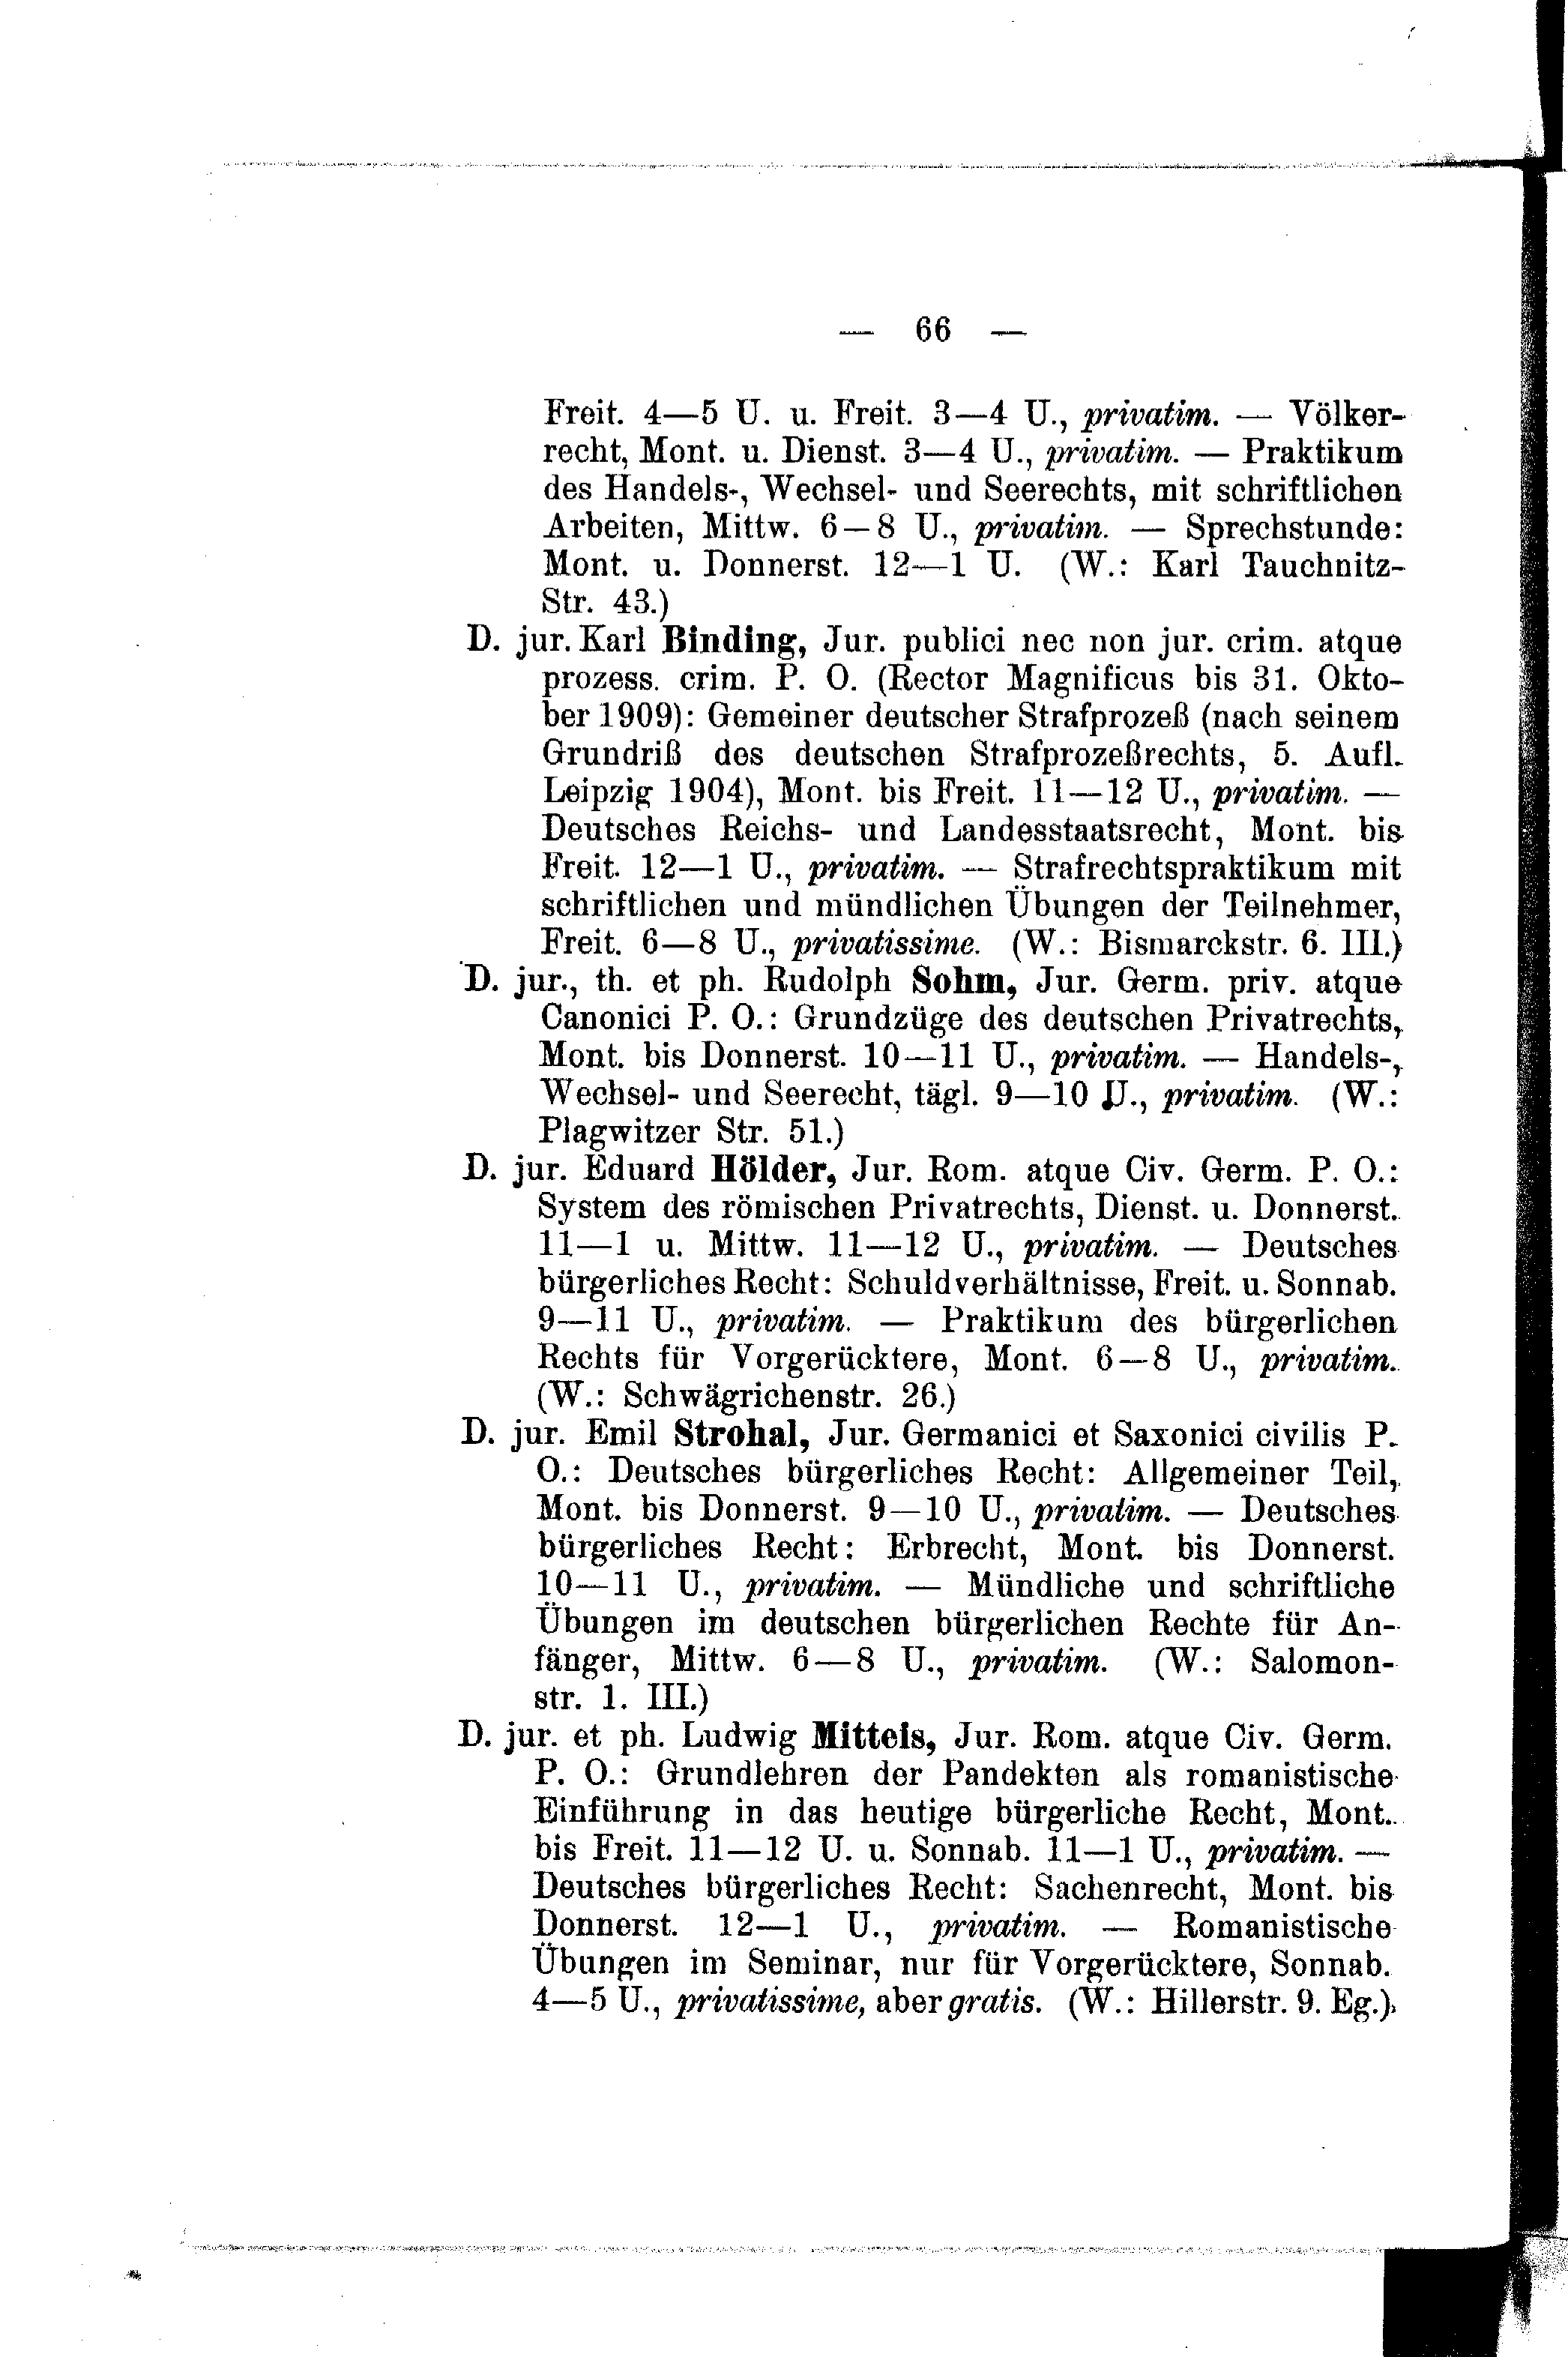 — 66 —
Freit. 4—5 U. u. Freit. 3—4 U., privatim. — Völker-
recht, Mont. u. Dienst. 3—4 U., privatim. — Praktikum
des Handels-, Wechsel- und Seerechts, mit schriftlichen
Arbeiten, Mittw. 6—8 U., privatim. — Sprechstunde:
Mont. u. Donnerst. 12—1 U. (W.: Karl Tauchnitz-
Str. 43.)
D. jur. Karl Binding, Jur. publici nec non jur. crim. atque
prozess. crim. P. O. (Rector Magnificus bis 31. Okto-
ber 1909): Gemeiner deutscher Strafprozeß (nach seinem
Grundriß des deutschen Strafprozeßrechts, 5. Aufl.
Leipzig 1904), Mont. bis Freit. 11—12 U., privatim. —
Deutsches Reichs- und Landesstaatsrecht, Mont. bis
Freit. 12—1 U., privatim. — Strafrechtspraktikum mit
schriftlichen und mündlichen Übungen der Teilnehmer,
Freit. 6—8 U., privatissime. (W.: Bismarckstr. 6. III.)
D. jur., th. et ph. Rudolph Sohm, Jur. Germ. priv. atque
Canonici P. O.: Grundzüge des deutschen Privatrechts,
Mont. bis Donnerst. 10—11 U., privatim. — Handels-,
Wechsel- und Seerecht, tägl. 9—10 U., privatim. (W.:
Plagwitzer Str. 51.)
D. jur. Eduard Hölder, Jur. Rom. atque Civ. Germ. P. O.:
System des römischen Privatrechts, Dienst. u. Donnerst.
11—1 u. Mittw. 11—12 U., privatim. — Deutsches
bürgerliches Recht: Schuldverhältnisse, Freit. u. Sonnab.
9—11 U., privatim. — Praktikum des bürgerlichen
Rechts für Vorgerücktere, Mont. 6—8 U., privatim.
(W.: Schwägrichenstr. 26.)
D. jur. Emil Strohal, Jur. Germanici et Saxonici civilis P.
O.: Deutsches bürgerliches Recht: Allgemeiner Teil,
Mont. bis Donnerst. 9—10 U., privatim. — Deutsches
bürgerliches Recht: Erbrecht, Mont. bis Donnerst.
10—11 U., privatim. — Mündliche und schriftliche
Übungen im deutschen bürgerlichen Rechte für An-
fänger, Mittw. 6—8 U., privatim. (W.: Salomon-
str. 1. III.)
D. jur. et ph. Ludwig Mitteis, Jur. Rom. atque Civ. Germ.
P. O.: Grundlehren der Pandekten als romanistische
Einführung in das heutige bürgerliche Recht, Mont.
bis Freit. 11—12 U. u. Sonnab. 11—1 U., privatim. —
Deutsches bürgerliches Recht: Sachenrecht, Mont. bis
Donnerst. 12—1 U., privatim. — Romanistische
Übungen im Seminar, nur für Vorgerücktere, Sonnab.
4—5 U., privatissime, aber gratis. (W.: Hillerstr. 9. Eg.)